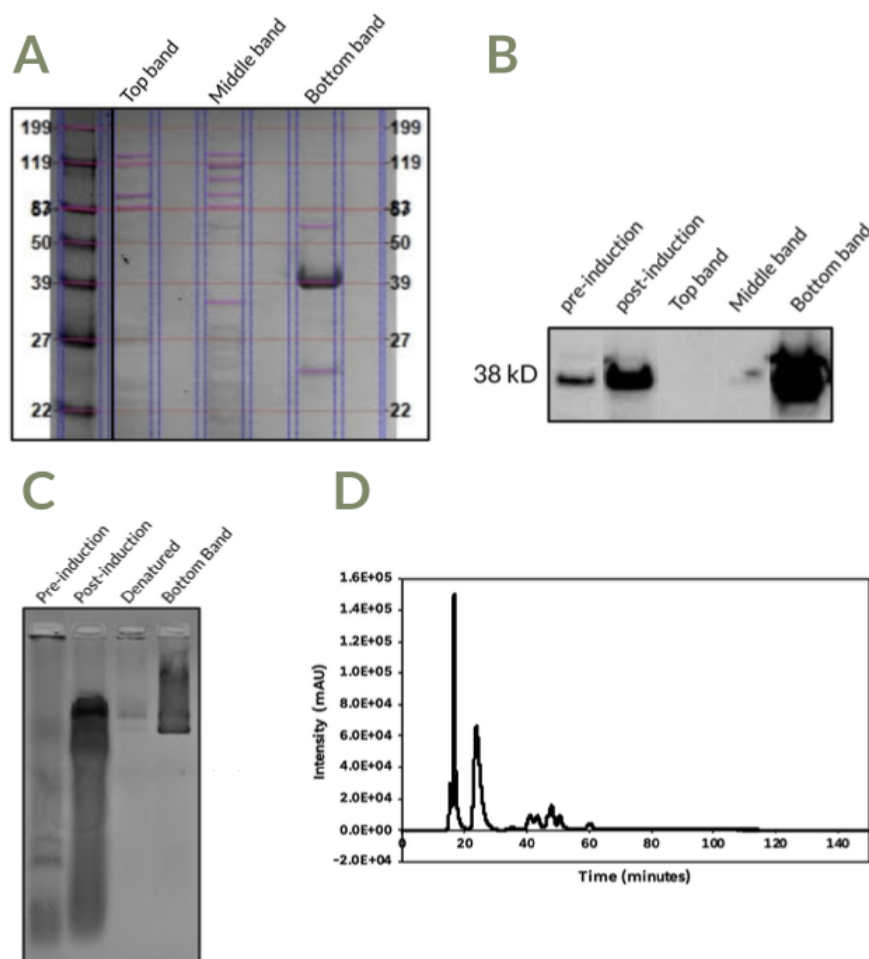 A
Top band
Middle band
Bottom band
199
199
119
119
83
50
50
39
39
27
27
22
22
B
pre-induction
post-induction
Top band
Middle band
Bottom band
38 kD
C
Pre-induction
Post-induction
Denatured
Bottom Band
D
1.6E+05
1.4E+05
1.2E+05
1.0E+05
8.0E+04
6.0E+04
4.0E+04
2.0E+04
0.0E+00
-2.0E+04
0
20
40
60
80
100
120
140
Intensity (mAU)
Time (minutes)